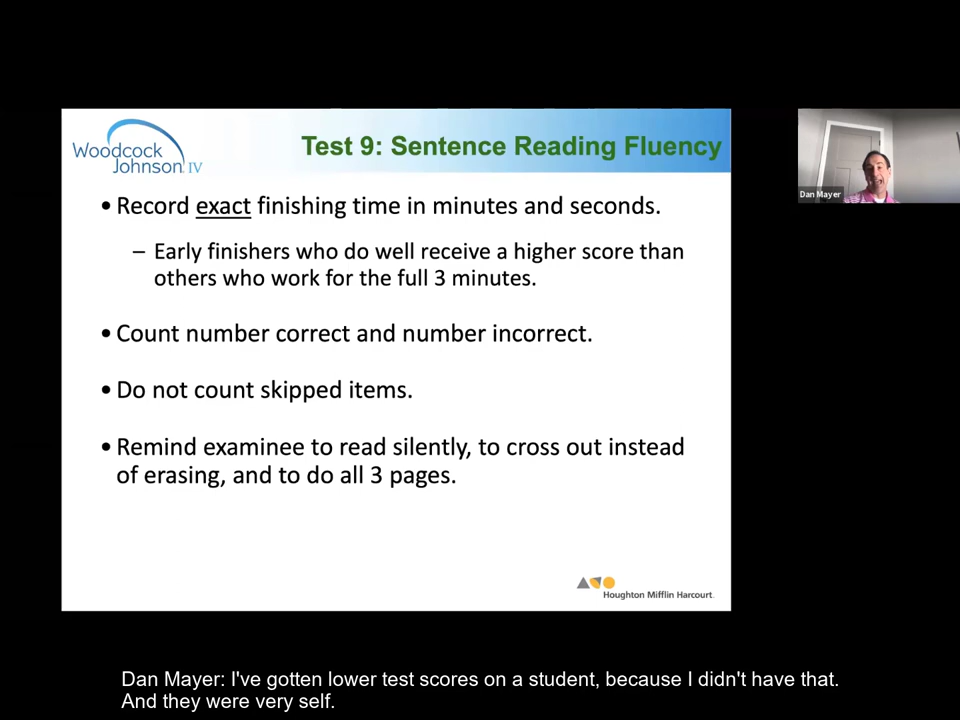 Woodcock
Johnson IV
Test 9: Sentence Reading Fluency
• Record exact finishing time in minutes and seconds.
– Early finishers who do well receive a higher score than
others who work for the full 3 minutes.
• Count number correct and number incorrect.
• Do not count skipped items.
• Remind examinee to read silently, to cross out instead
of erasing, and to do all 3 pages.
Houghton Mifflin Harcourt
Dan Mayer
Dan Mayer: I've gotten lower test scores on a student, because I didn't have that.
And they were very self.